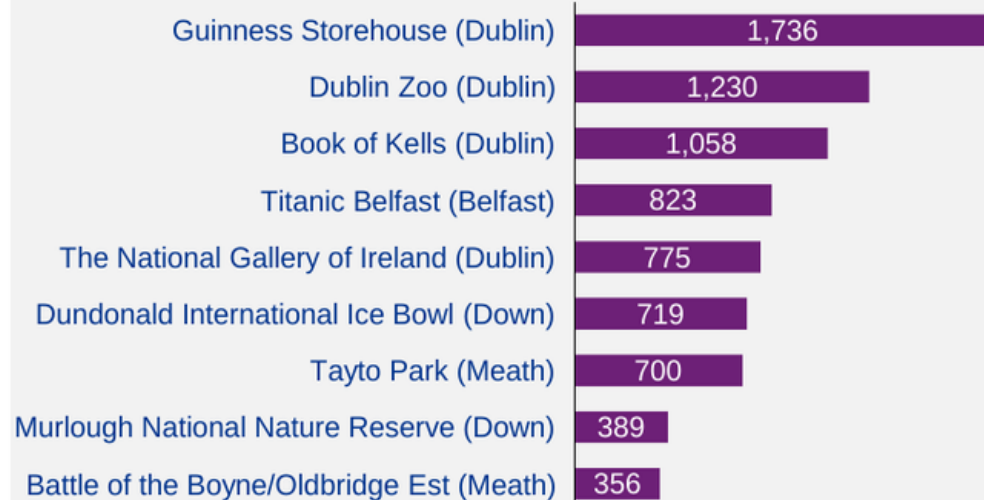 Guinness Storehouse (Dublin) 1,736
Dublin Zoo (Dublin) 1,230
Book of Kells (Dublin) 1,058
Titanic Belfast (Belfast) 823
The National Gallery of Ireland (Dublin) 775
Dundonald International Ice Bowl (Down) 719
Tayto Park (Meath) 700
Murlough National Nature Reserve (Down) 389
Battle of the Boyne/Oldbridge Est (Meath) 356